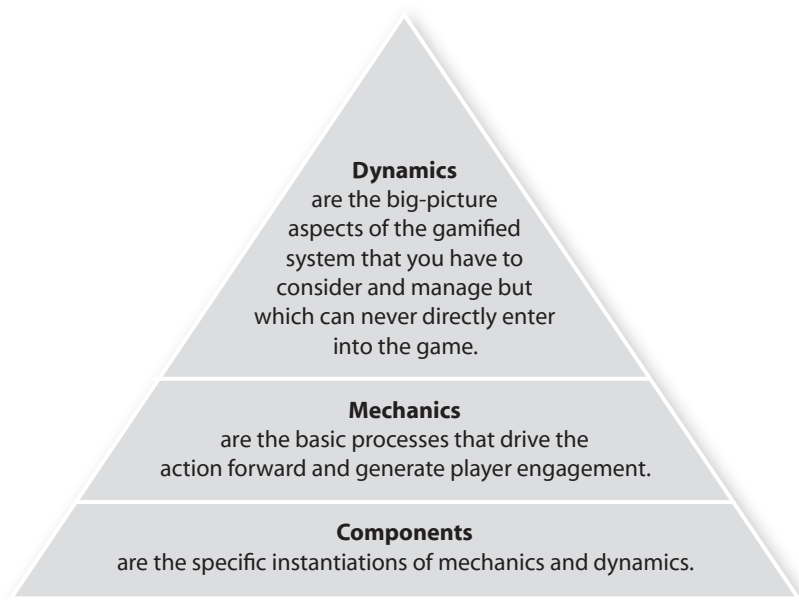 Dynamics
are the big-picture
aspects of the gamified
system that you have to
consider and manage but
which can never directly enter
into the game.
Mechanics
are the basic processes that drive the
action forward and generate player engagement.
Components
are the specific instantiations of mechanics and dynamics.